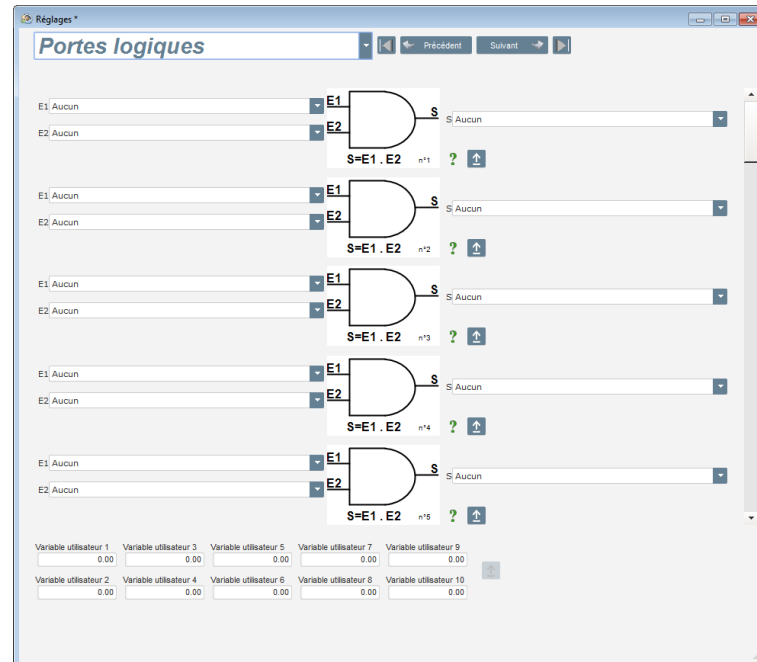 Réglages *
Portes logiques
Précédent
Suivant
E1 Aucun
E2 Aucun
E1
E2
S
S=E1 . E2 n°1
?
S Aucun
E1 Aucun
E2 Aucun
E1
E2
S
S=E1 . E2 n°2
?
S Aucun
E1 Aucun
E2 Aucun
E1
E2
S
S=E1 . E2 n°3
?
S Aucun
E1 Aucun
E2 Aucun
E1
E2
S
S=E1 . E2 n°4
?
S Aucun
E1 Aucun
E2 Aucun
E1
E2
S
S=E1 . E2 n°5
?
S Aucun
Variable utilisateur 1 Variable utilisateur 3 Variable utilisateur 5 Variable utilisateur 7 Variable utilisateur 9
0.00 0.00 0.00 0.00 0.00
Variable utilisateur 2 Variable utilisateur 4 Variable utilisateur 6 Variable utilisateur 8 Variable utilisateur 10
0.00 0.00 0.00 0.00 0.00